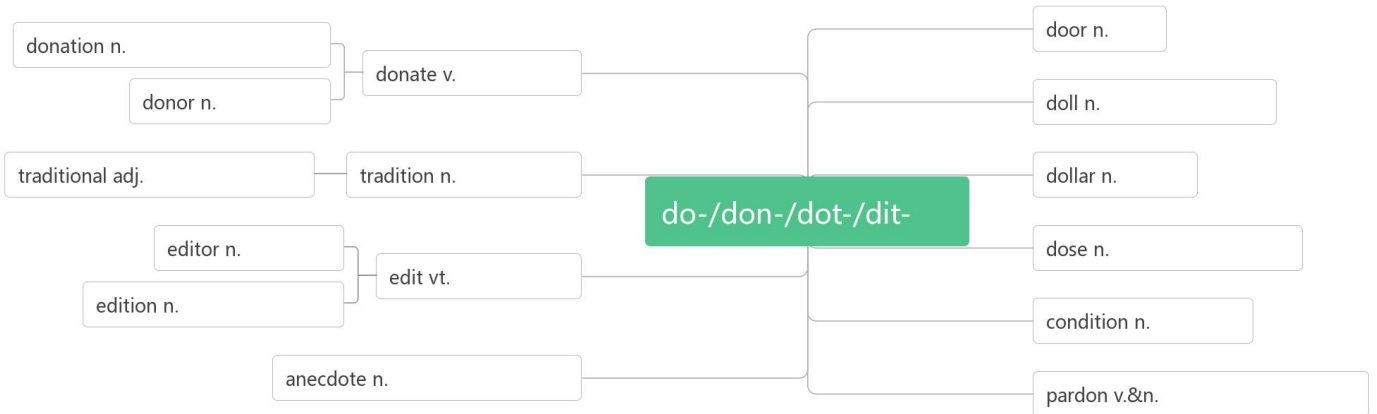 donation n.
donor n.
donate v.
traditional adj.
tradition n.
editor n.
edition n.
edit vt.
anecdote n.
do-/don-/dot-/dit-
door n.
doll n.
dollar n.
dose n.
condition n.
pardon v.&n.